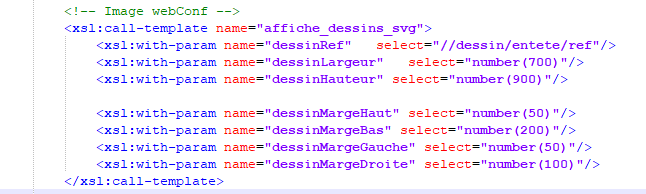 <!-- Image webConf -->
<xsl:call-template name="affiche_dessins_svg">
<xsl:with-param name="dessinRef"   select="//dessin/entete/ref"/>
<xsl:with-param name="dessinLargeur"   select="number(700)"/>
<xsl:with-param name="dessinHauteur" select="number(900)"/>
<xsl:with-param name="dessinMargeHaut" select="number(50)"/>
<xsl:with-param name="dessinMargeBas" select="number(200)"/>
<xsl:with-param name="dessinMargeGauche" select="number(50)"/>
<xsl:with-param name="dessinMargeDroite" select="number(100)"/>
</xsl:call-template>